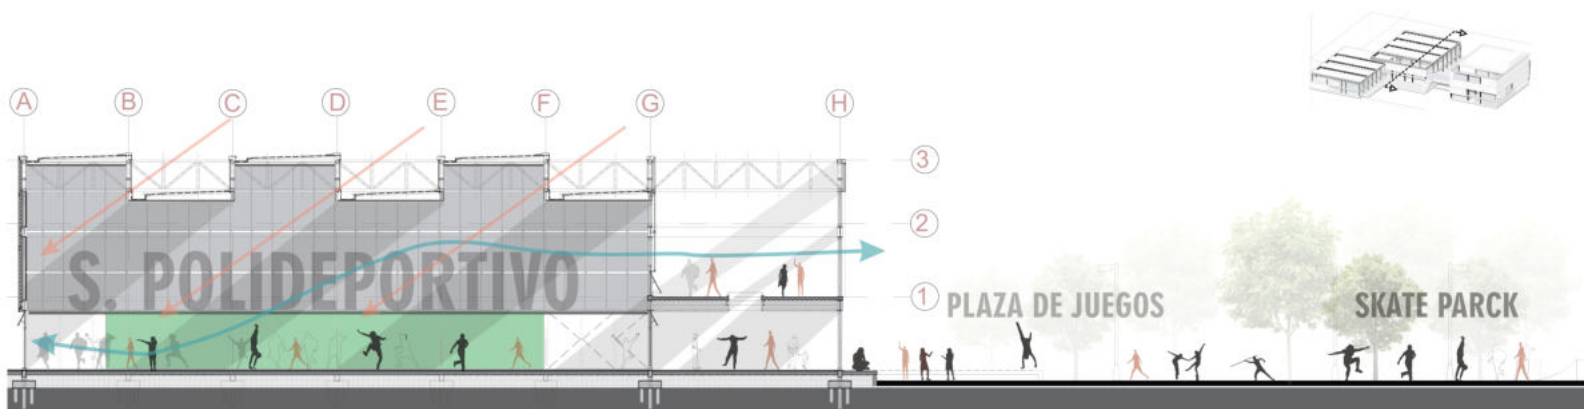 A B C D E F G H
3
2
S. POLIDEPORTIVO
1
PLAZA DE JUEGOS
SKATE PARCK